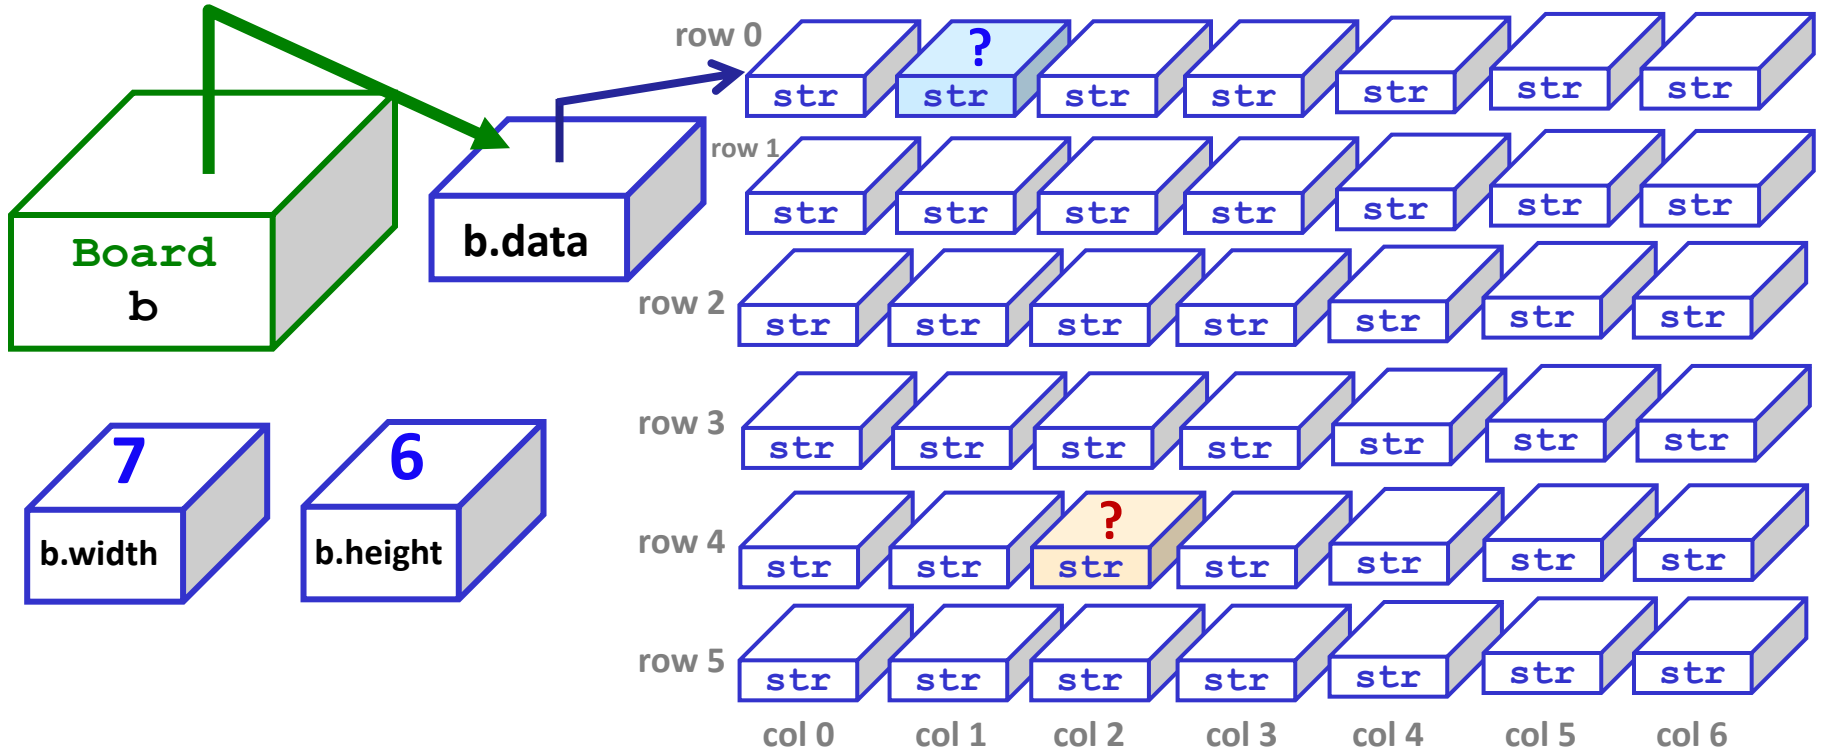 row 0
?
str str str str str str str
row 1
str str str str str str str
Board
b
b.data
row 2
str str str str str str str
row 3
str str str str str str str
7
6
b.width
b.height
row 4
?
str str str str str str str
row 5
str str str str str str str
col 0 col 1 col 2 col 3 col 4 col 5 col 6